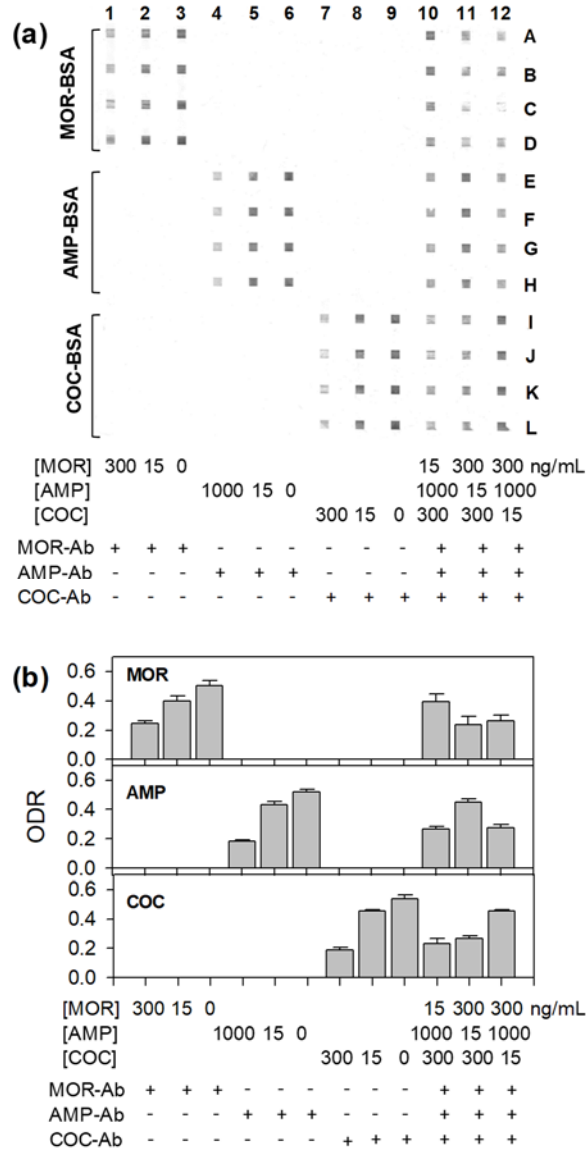 (a)
1 2 3 4 5 6 7 8 9 10 11 12
MOR-BSA
A
B
C
D
AMP-BSA
E
F
G
H
COC-BSA
I
J
K
L
[MOR] 300 15 0 15 300 300 ng/mL
[AMP] 1000 15 0 1000 15 1000
[COC] 300 15 0 300 300 15
MOR-Ab + + + - - - - - - + + +
AMP-Ab - - - + + + - - - + + +
COC-Ab - - - - - - + + + + + +
(b)
ODR
MOR
0.6
0.4
0.2
0.0
AMP
0.6
0.4
0.2
0.0
COC
0.6
0.4
0.2
0.0
[MOR] 300 15 0 15 300 300 ng/mL
[AMP] 1000 15 0 1000 15 1000
[COC] 300 15 0 300 300 15
MOR-Ab + + + - - - - - - + + +
AMP-Ab - - - + + + - - - + + +
COC-Ab - - - - - - + + + + + +